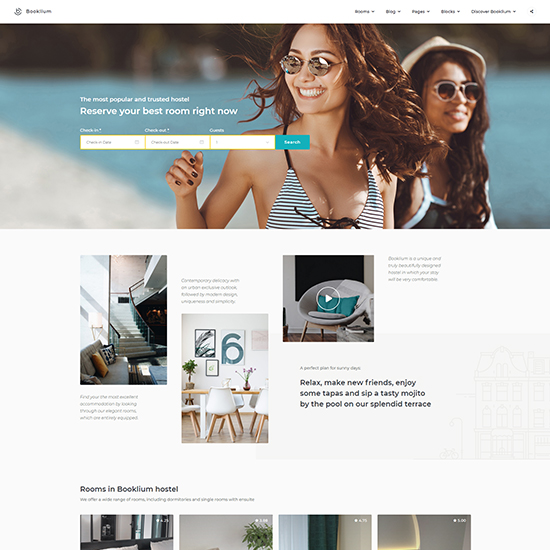 Booklium
Rooms
Blog
Pages
Blocks
Discover Booklium
The most popular and trusted hostel
Reserve your best room right now
Check-in *
Check-out *
Guests
Check-in Date
Check-out Date
1
Search
Booklium is a unique and
truly beautifully designed
hostel in which your stay
will be very comfortable.
Contemporary delicacy with
an urban exclusive outlook,
followed by modern design,
uniqueness and simplicity.
6
A perfect plan for sunny days:
Relax, make new friends, enjoy
some tapas and sip a tasty mojito
by the pool on our splendid terrace
Find your the most excellent
accommodation by looking
through our elegant rooms,
which are entirely equipped.
Rooms in Booklium hostel
We offer a wide range of rooms, including dormitories and single rooms with ensuite
4.25
5.00
4.25
5.00